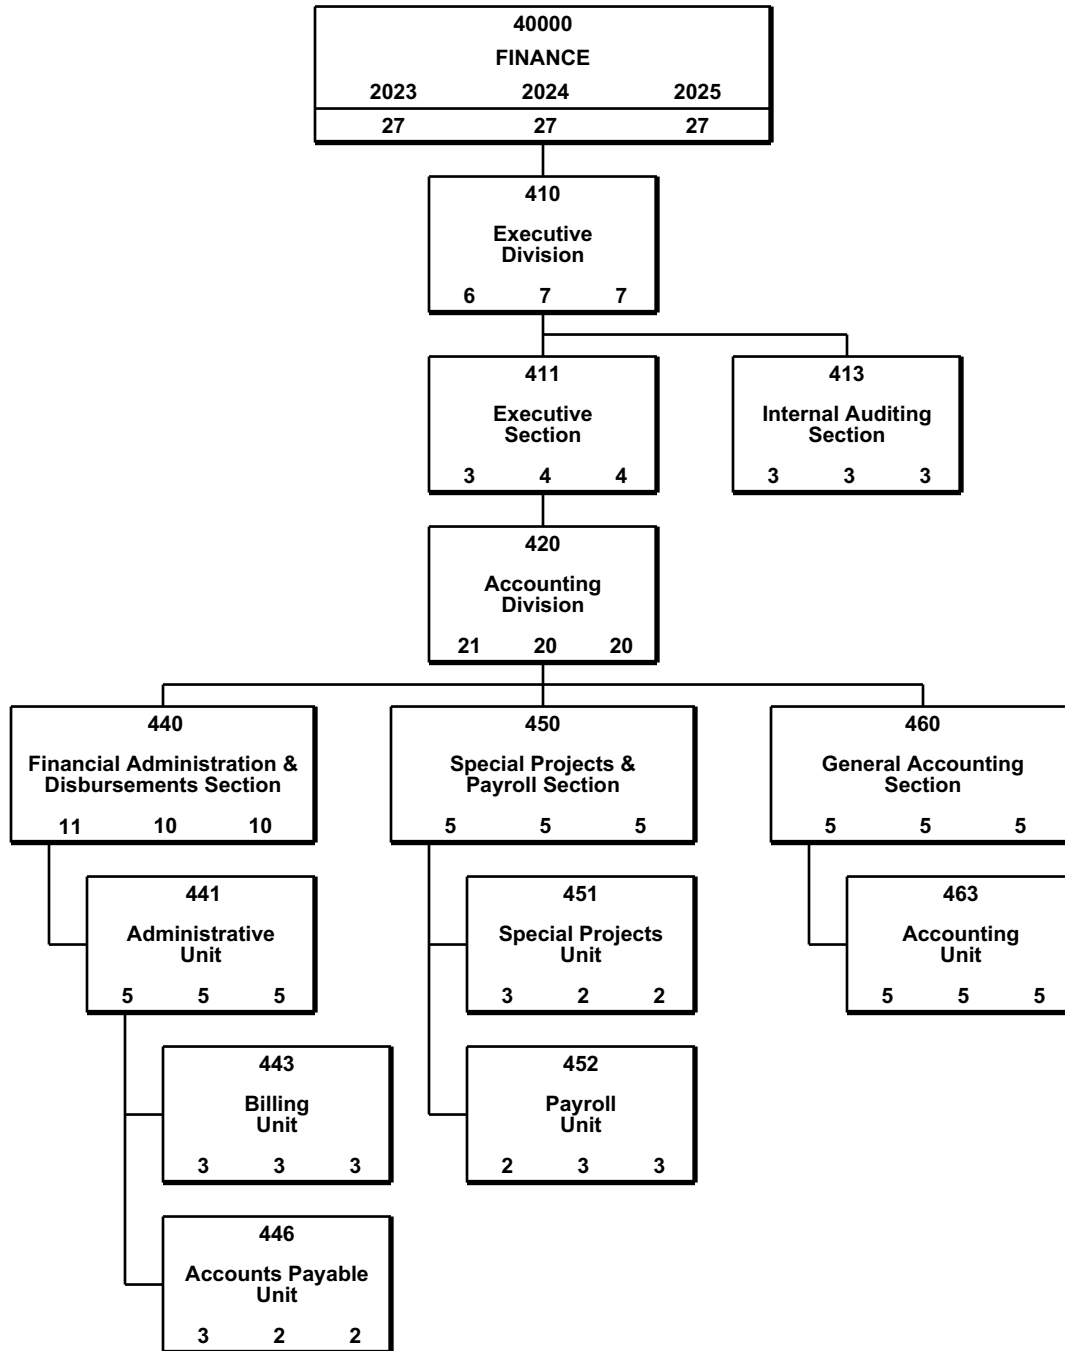 40000
FINANCE
2023 2024 2025
27 27 27
410
Executive
Division
6 7 7
411
Executive
Section
3 4 4
413
Internal Auditing
Section
3 3 3
420
Accounting
Division
21 20 20
440
Financial Administration &
Disbursements Section
11 10 10
450
Special Projects &
Payroll Section
5 5 5
460
General Accounting
Section
5 5 5
441
Administrative
Unit
5 5 5
451
Special Projects
Unit
3 2 2
463
Accounting
Unit
5 5 5
443
Billing
Unit
3 3 3
452
Payroll
Unit
2 3 3
446
Accounts Payable
Unit
3 2 2